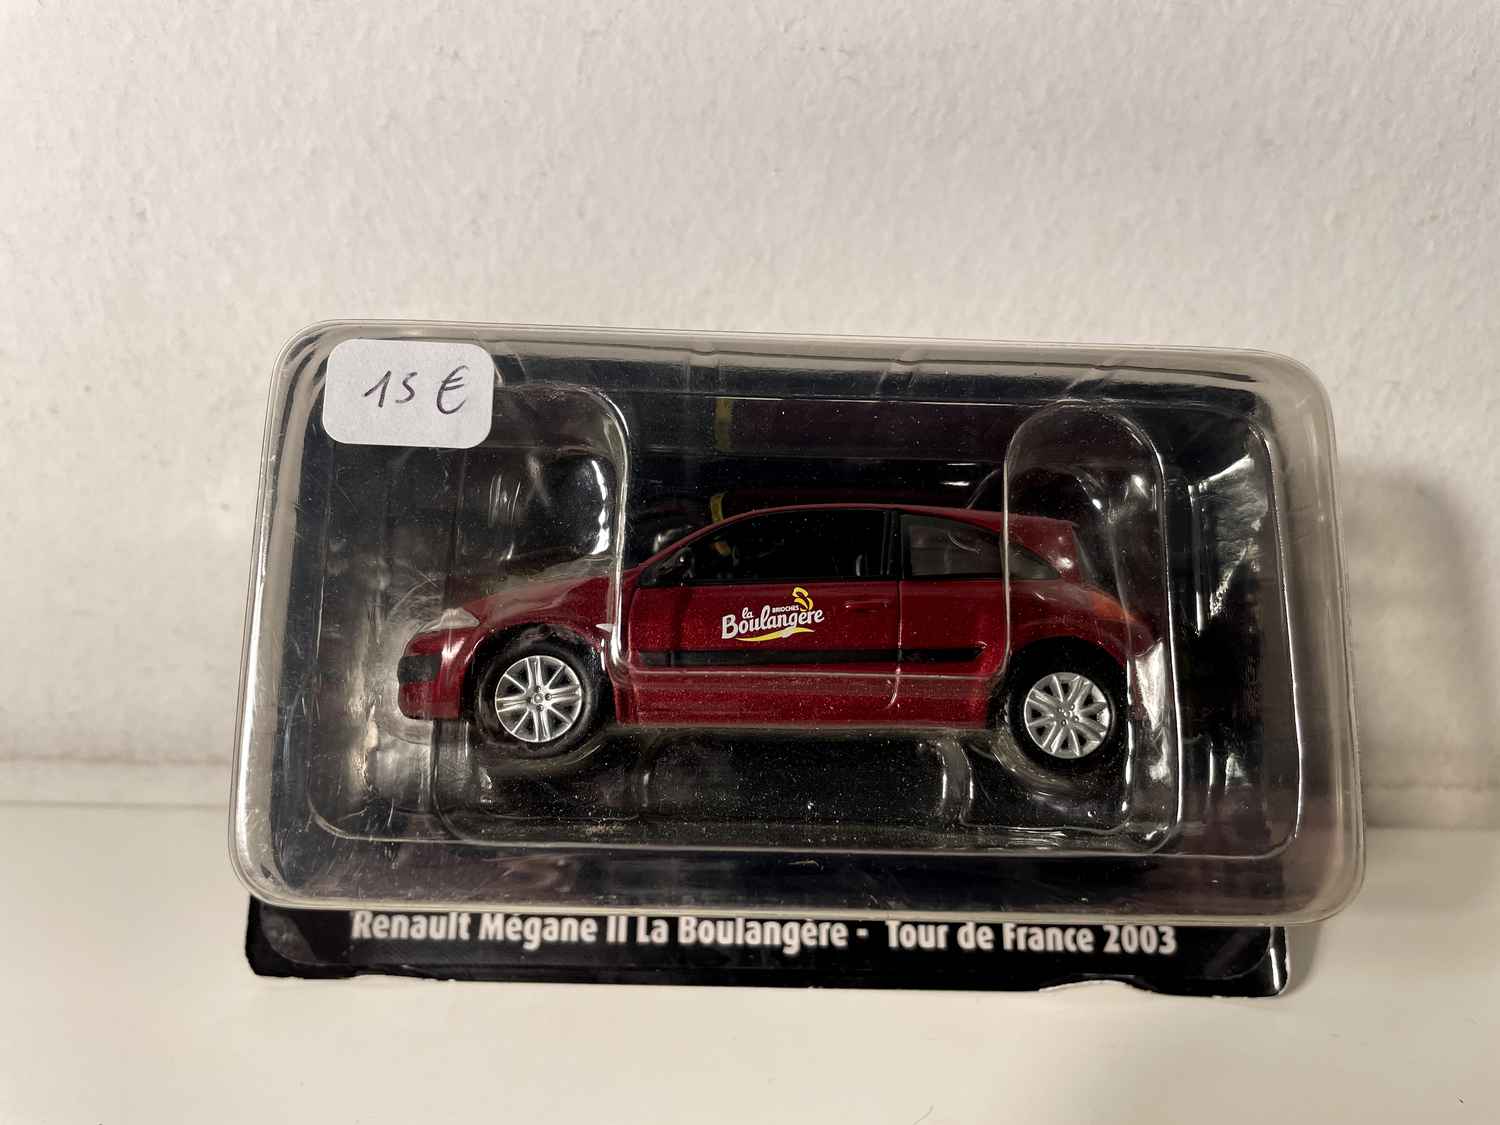 15 €
la BRIOCHES
Boulangère
Renault Mégane II La Boulangère - Tour de France 2003